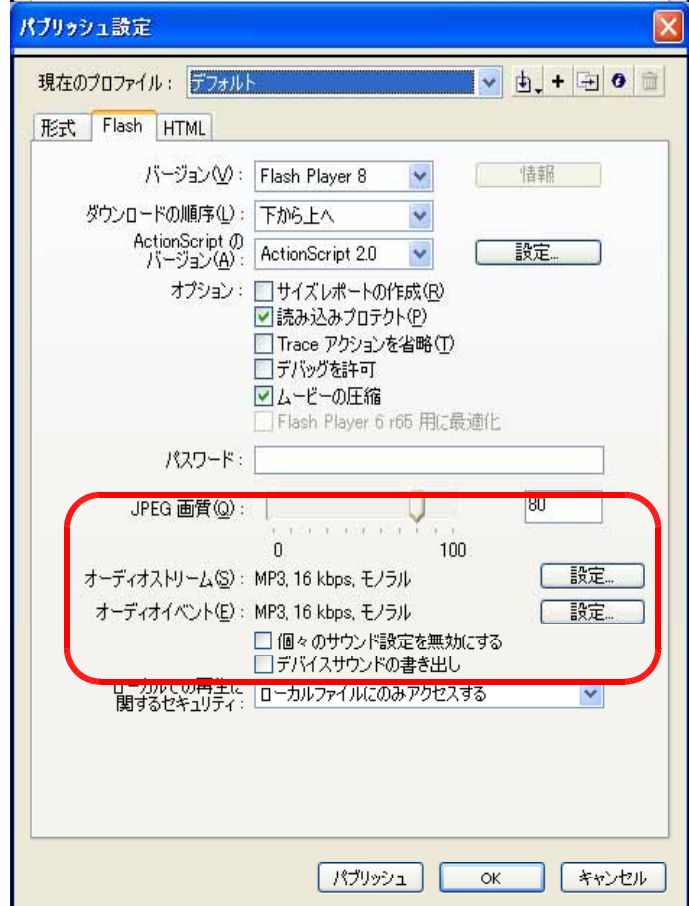 パブリッシュ設定
現在のプロファイル： デフォルト
形式 Flash HTML
バージョン(V)： Flash Player 8 情報
ダウンロードの順序(L)： 下から上へ
ActionScript の
バージョン(A)： ActionScript 2.0 設定...
オプション： サイズレポートの作成(R)
読み込みプロテクト(P)
Trace アクションを省略(T)
デバッグを許可
ムービーの圧縮
Flash Player 6 r65 用に最適化
パスワード：
JPEG 画質(Q)： 80
0 100
オーディオストリーム(S)： MP3, 16 kbps, モノラル 設定...
オーディオイベント(E)： MP3, 16 kbps, モノラル 設定...
個々のサウンド設定を無効にする
デバイスサウンドの書き出し
ローカルでの再生に
関するセキュリティ： ローカルファイルにのみアクセスする
パブリッシュ OK キャンセル